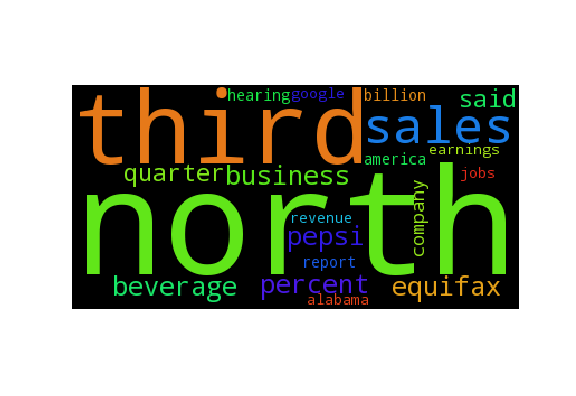 hearing google billion said
third sales
earnings
america
quarter business jobs
north
company
revenue
pepsi
report
beverage percent equifax
alabama